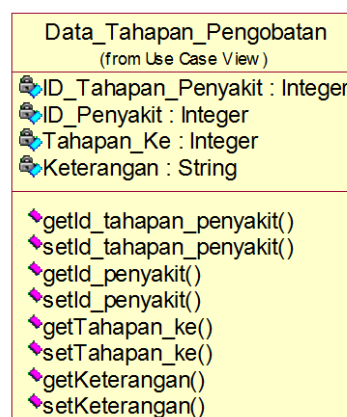 Data_Tahapan_Pengobatan
(from Use Case View)
ID_Tahapan_Penyakit : Integer
ID_Penyakit : Integer
Tahapan_Ke : Integer
Keterangan : String
getId_tahapan_penyakit()
setId_tahapan_penyakit()
getId_penyakit()
setId_penyakit()
getTahapan_ke()
setTahapan_ke()
getKeterangan()
setKeterangan()